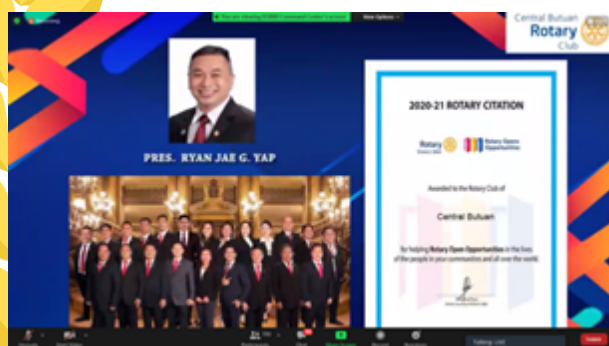 View Options
Central Butuan
Rotary
Club
PRES. RYAN JAE G. YAP
2020-21 ROTARY CITATION
Rotary
Rotary Opens
Opportunities
Awarded to the Rotary Club of
Central Butuan
for helping Rotary Open Opportunities in the lives
of the people in your communities and all over the world.